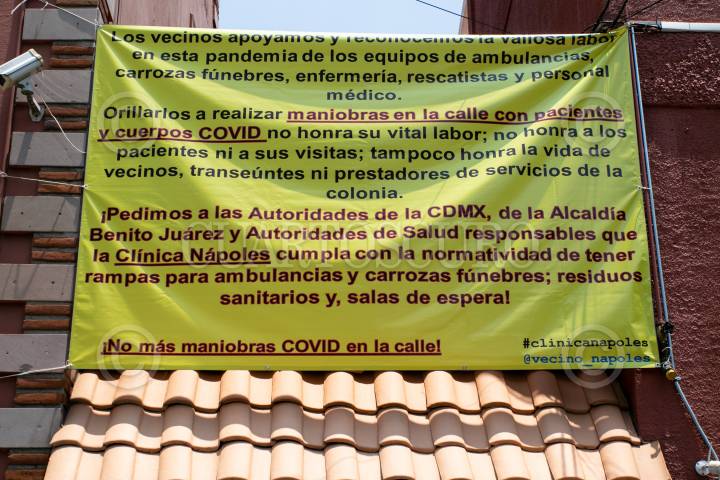 Los vecinos apoyamos y reconocemos la valiosa labor
en esta pandemia de los equipos de ambulancias,
carrozas fúnebres, enfermería, rescatistas y personal
médico.
Orillarlos a realizar maniobras en la calle con pacientes
y cuerpos COVID no honra su vital labor; no honra a los
pacientes ni a sus visitas; tampoco honra la vida de
vecinos, transeúntes ni prestadores de servicios de la
colonia.
¡Pedimos a las Autoridades de la CDMX, de la Alcaldía
Benito Juárez y Autoridades de Salud responsables que
la Clínica Nápoles cumpla con la normatividad de tener
rampas para ambulancias y carrozas fúnebres; residuos
sanitarios y, salas de espera!
¡No más maniobras COVID en la calle!
#clinicanapoles
@vecino_napoles
CUARTOSCURO